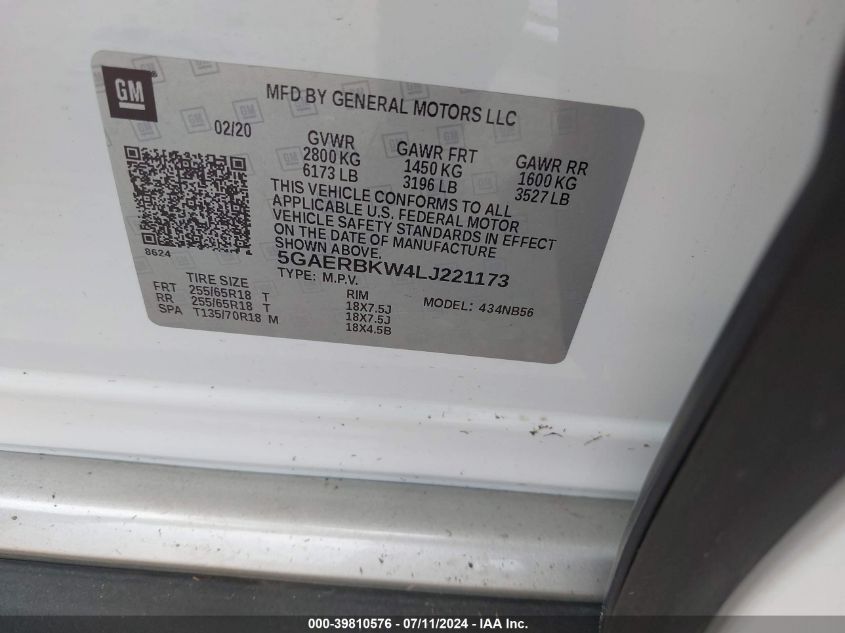 GM
MFD BY GENERAL MOTORS LLC
02/20
GVWR
2800 KG
6173 LB
GAWR FRT
1450 KG
3196 LB
GAWR RR
1600 KG
3527 LB
THIS VEHICLE CONFORMS TO ALL
APPLICABLE U.S. FEDERAL MOTOR
VEHICLE SAFETY STANDARDS IN EFFECT
ON THE DATE OF MANUFACTURE
SHOWN ABOVE.
8624
5GAERBKW4LJ221173
TYPE: M.P.V.
MODEL: 434NB56
TIRE SIZE
RIM
FRT 255/65R18 T 18X7.5J
RR 255/65R18 T 18X7.5J
SPA T135/70R18 M 18X4.5B
000-39810576 - 07/11/2024 - IAA Inc.